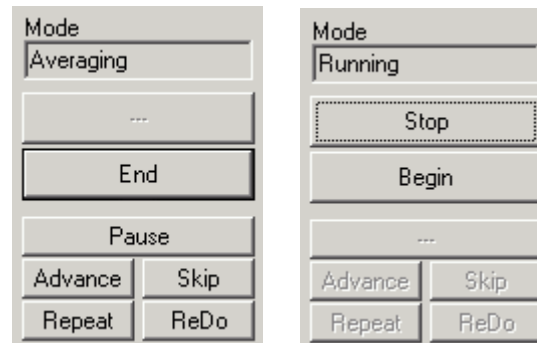 Mode
Averaging
---
End
Pause
Advance Skip
Repeat ReDo
Mode
Running
Stop
Begin
---
Advance Skip
Repeat ReDo